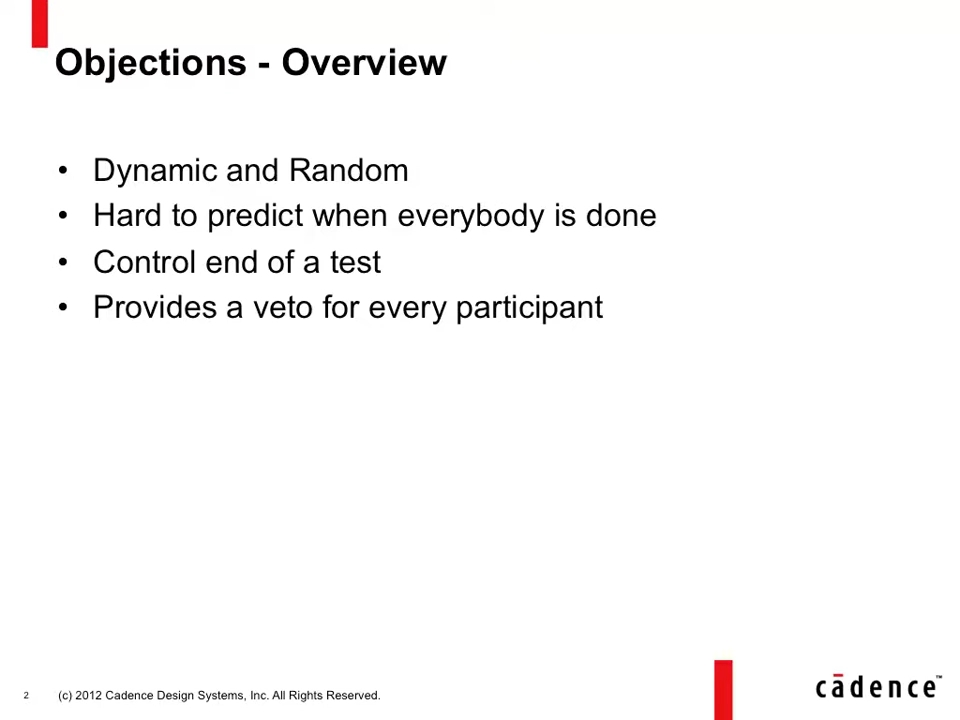 Objections - Overview
• Dynamic and Random
• Hard to predict when everybody is done
• Control end of a test
• Provides a veto for every participant
2 (c) 2012 Cadence Design Systems, Inc. All Rights Reserved.
cādence™